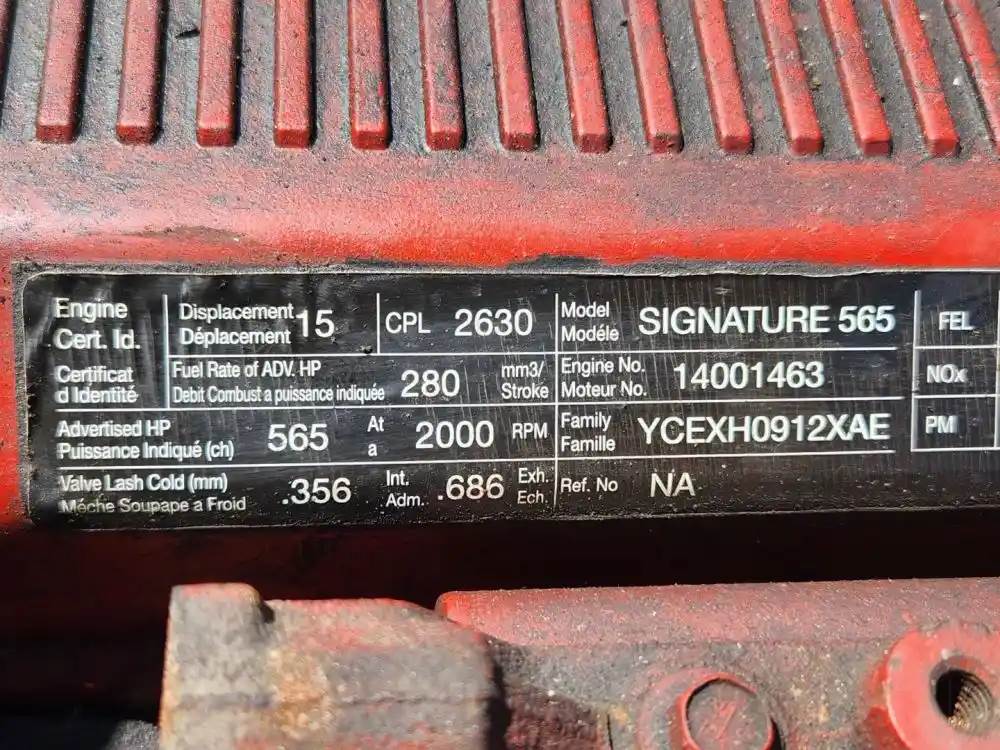 Engine
Cert. Id.
Certificat
d Identité
Displacement
Déplacement
15
CPL 2630
Model
Modéle
SIGNATURE 565
FEL
Fuel Rate of ADV. HP
Debit Combust a puissance indiquée
280
mm3/
Stroke
Engine No.
Moteur No.
14001463
NOx
Advertised HP
Puissance Indiqué (ch)
565
At
a
2000 RPM
Family
Famille
YCEXH0912XAE
PM
Valve Lash Cold (mm)
Méche Soupape a Froid
.356
Int.
Adm.
.686
Exh.
Ech.
Ref. No NA